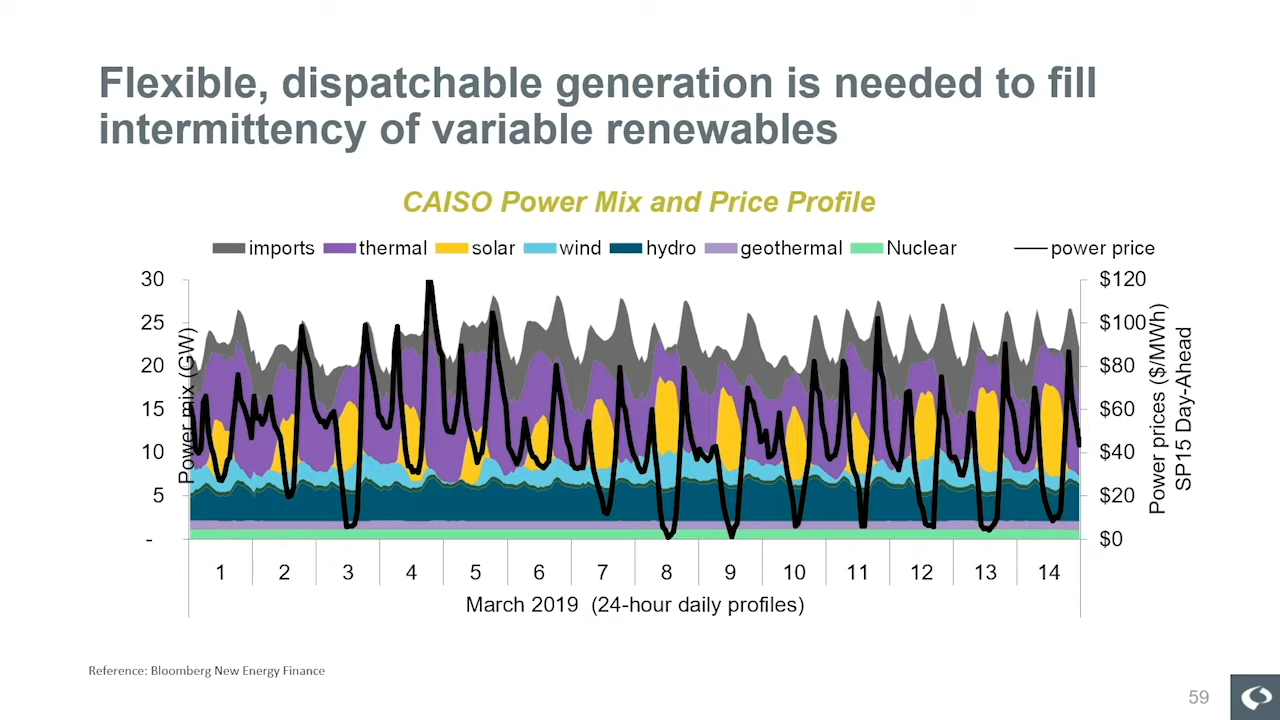 Flexible, dispatchable generation is needed to fill
intermittency of variable renewables
CAISO Power Mix and Price Profile
imports thermal solar wind hydro geothermal Nuclear power price
30
25
20
15
10
5
-
Power mix (GW)
$120
$100
$80
$60
$40
$20
$0
Power prices ($/MWh)
SP15 Day-Ahead
1 2 3 4 5 6 7 8 9 10 11 12 13 14
March 2019 (24-hour daily profiles)
Reference: Bloomberg New Energy Finance
59